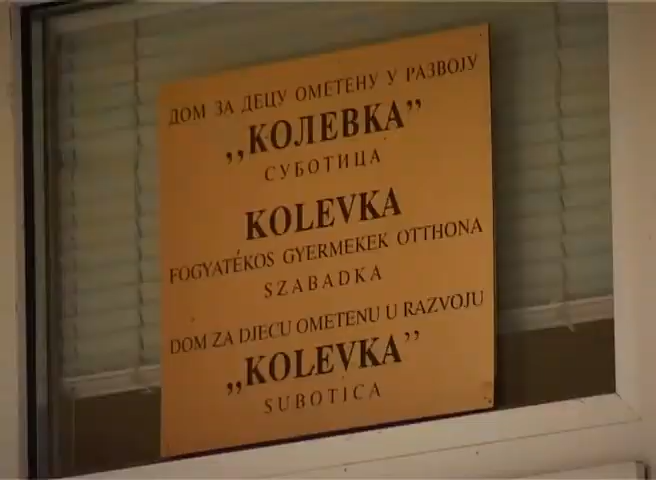 ДОМ ЗА ДЕЦУ ОМЕТЕНУ У РАЗВОЈУ
„КОЛЕВКА”
СУБОТИЦА
KOLEVKA
FOGYATÉKOS GYERMEKEK OTTHONA
SZABADKA
DOM ZA DJECU OMETENU U RAZVOJU
„KOLEVKA”
SUBOTICA